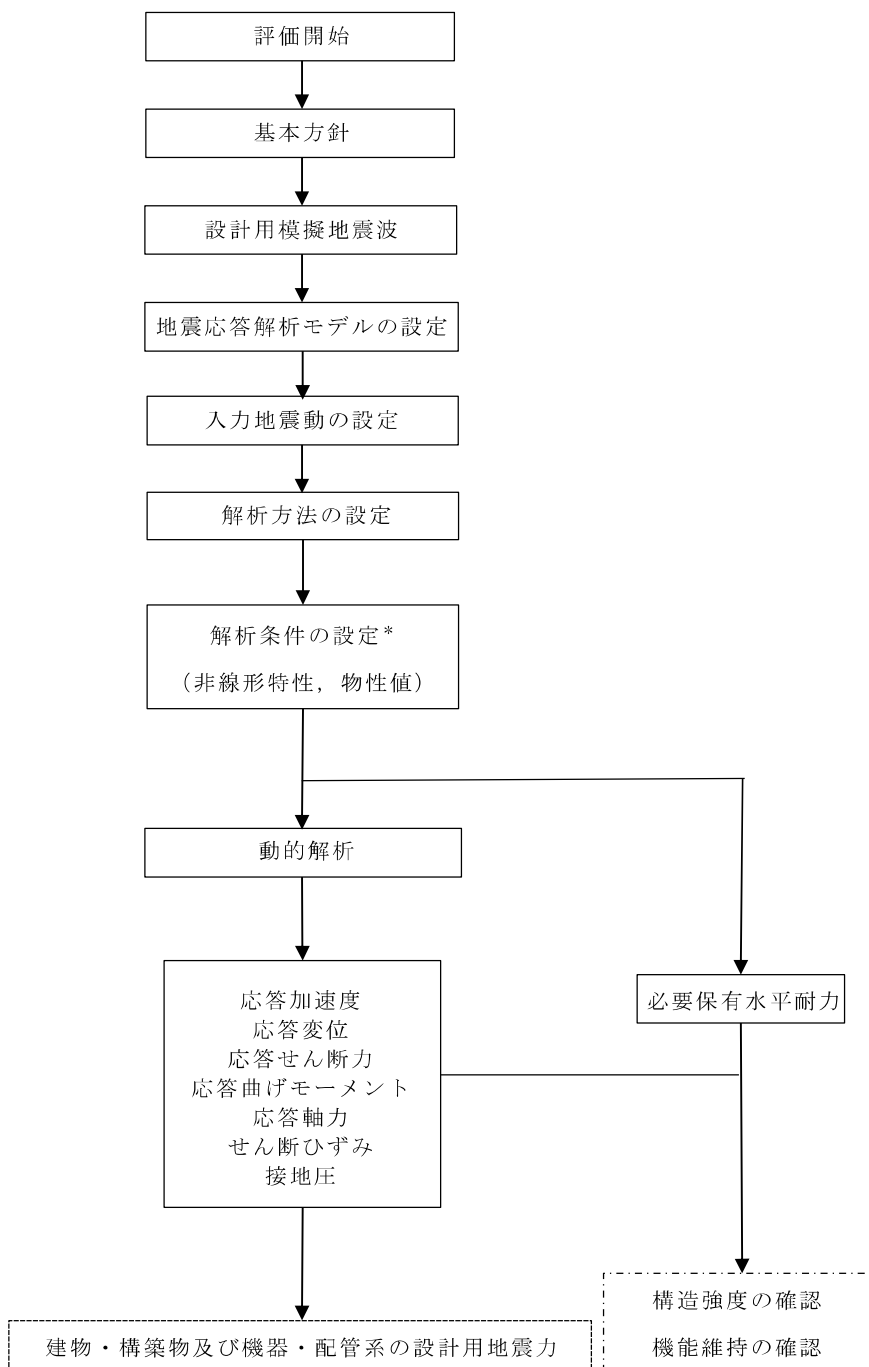 評価開始
基本方針
設計用模擬地震波
地震応答解析モデルの設定
入力地震動の設定
解析方法の設定
解析条件の設定*
（非線形特性，物性値）
動的解析
応答加速度
応答変位
応答せん断力
応答曲げモーメント
応答軸力
せん断ひずみ
接地圧
必要保有水平耐力
構造強度の確認
機能維持の確認
建物・構築物及び機器・配管系の設計用地震力